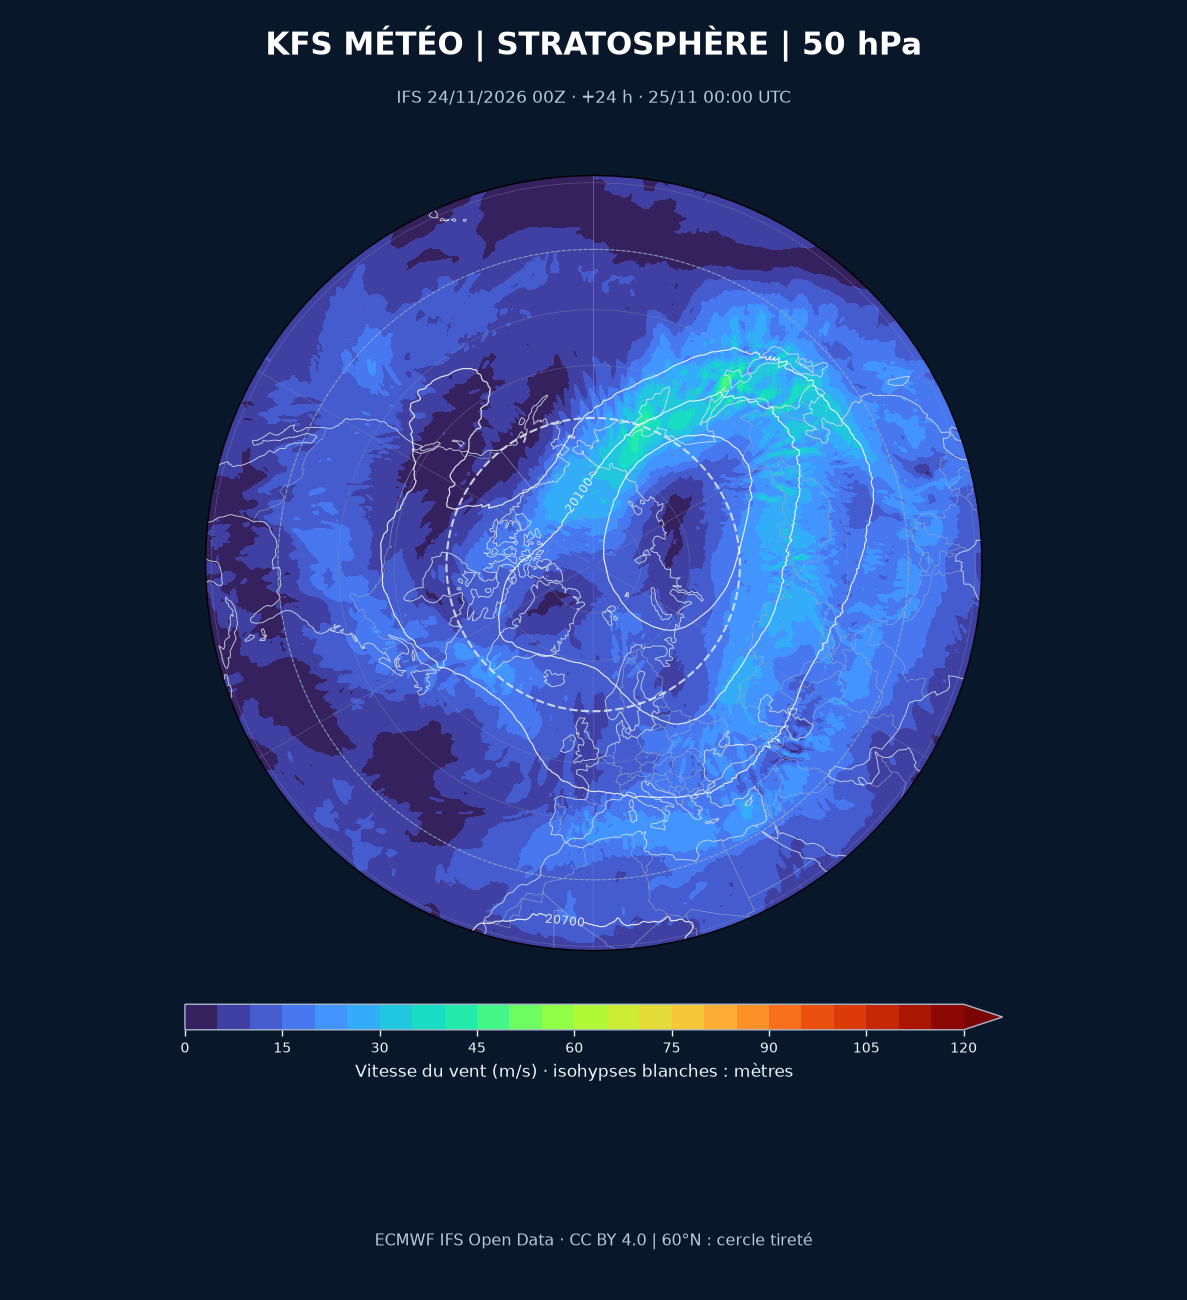 KFS MÉTÉO | STRATOSPHÈRE | 50 hPa
IFS 24/11/2026 00Z · +24 h · 25/11 00:00 UTC
20100
20700
0 15 30 45 60 75 90 105 120
Vitesse du vent (m/s) · isohypses blanches : mètres
ECMWF IFS Open Data · CC BY 4.0 | 60°N : cercle tireté